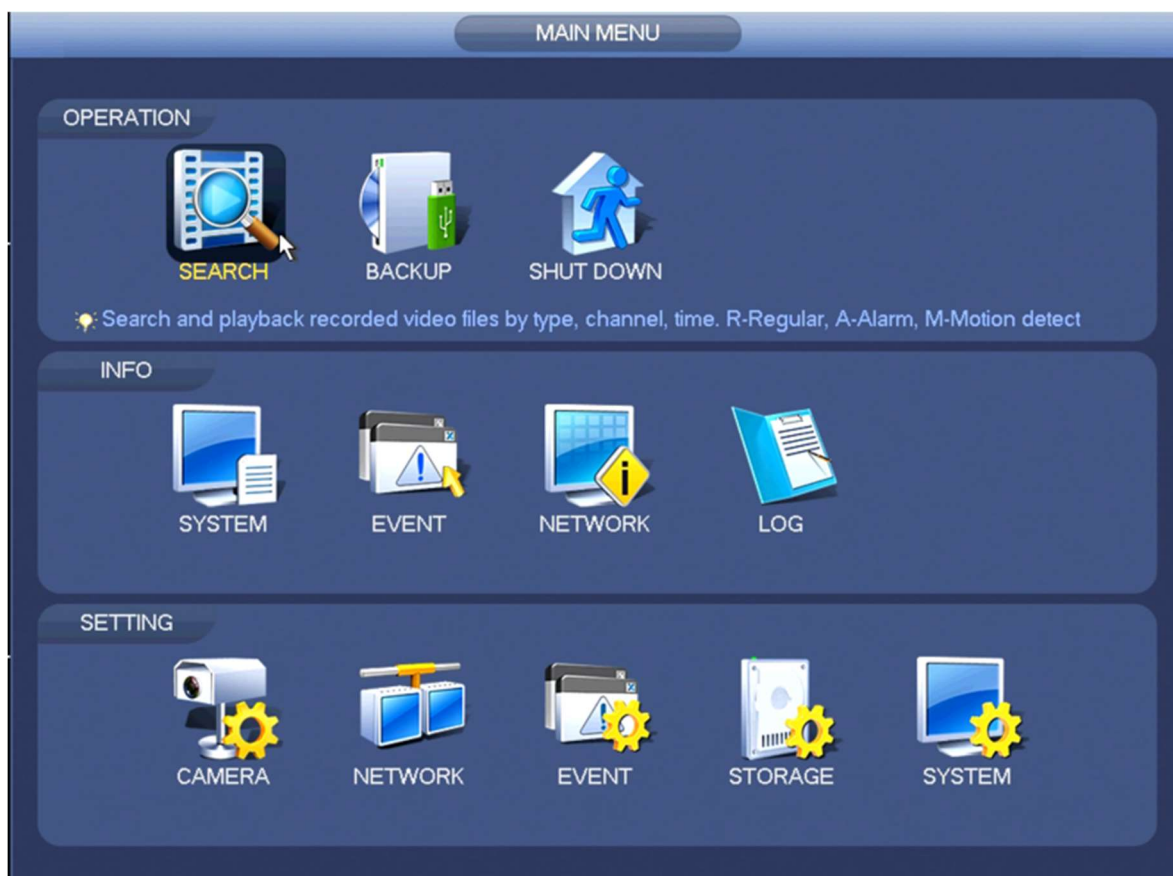 MAIN MENU
OPERATION
SEARCH BACKUP SHUT DOWN
Search and playback recorded video files by type, channel, time. R-Regular, A-Alarm, M-Motion detect
INFO
SYSTEM EVENT NETWORK LOG
SETTING
CAMERA NETWORK EVENT STORAGE SYSTEM